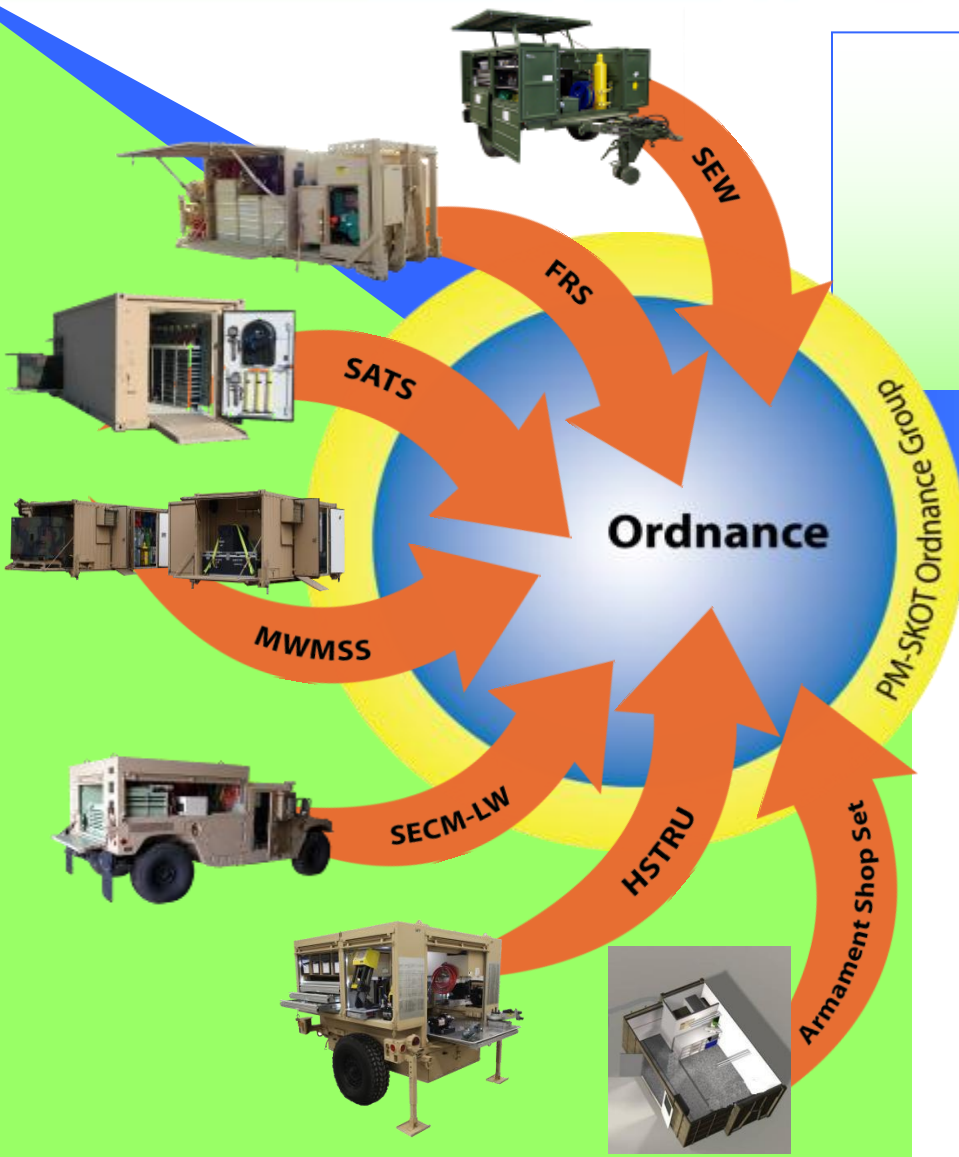 SEW
FRS
SATS
Ordnance
PM-SKOT Ordnance Group
MWMSS
SECM-LW
HSTRU
Armament Shop Set